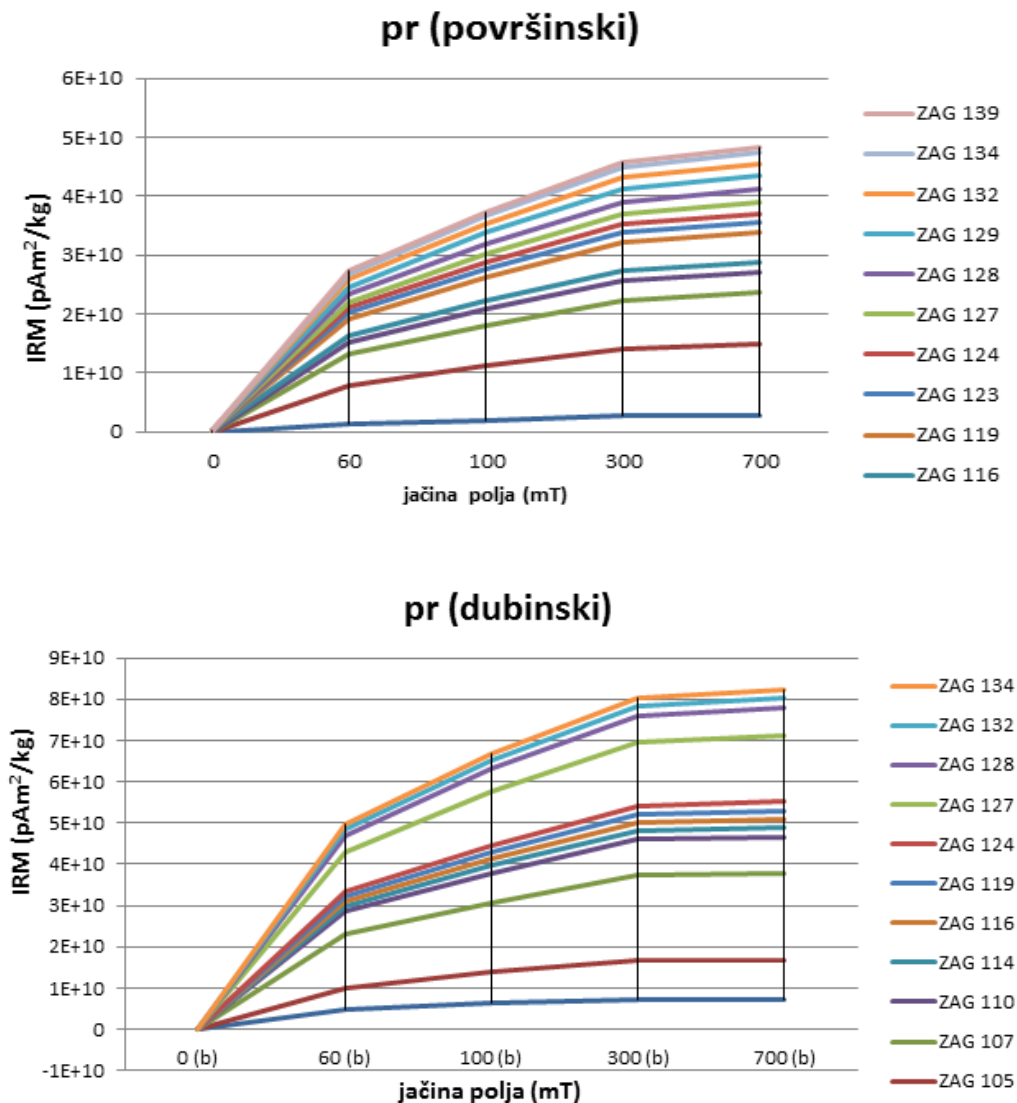 pr (površinski)
IRM (pAm²/kg)
6E+10
5E+10
4E+10
3E+10
2E+10
1E+10
0
0 60 100 300 700
jačina polja (mT)
ZAG 139
ZAG 134
ZAG 132
ZAG 129
ZAG 128
ZAG 127
ZAG 124
ZAG 123
ZAG 119
ZAG 116
pr (dubinski)
IRM (pAm²/kg)
9E+10
8E+10
7E+10
6E+10
5E+10
4E+10
3E+10
2E+10
1E+10
0
-1E+10
0 (b) 60 (b) 100 (b) 300 (b) 700 (b)
jačina polja (mT)
ZAG 134
ZAG 132
ZAG 128
ZAG 127
ZAG 124
ZAG 119
ZAG 116
ZAG 114
ZAG 110
ZAG 107
ZAG 105